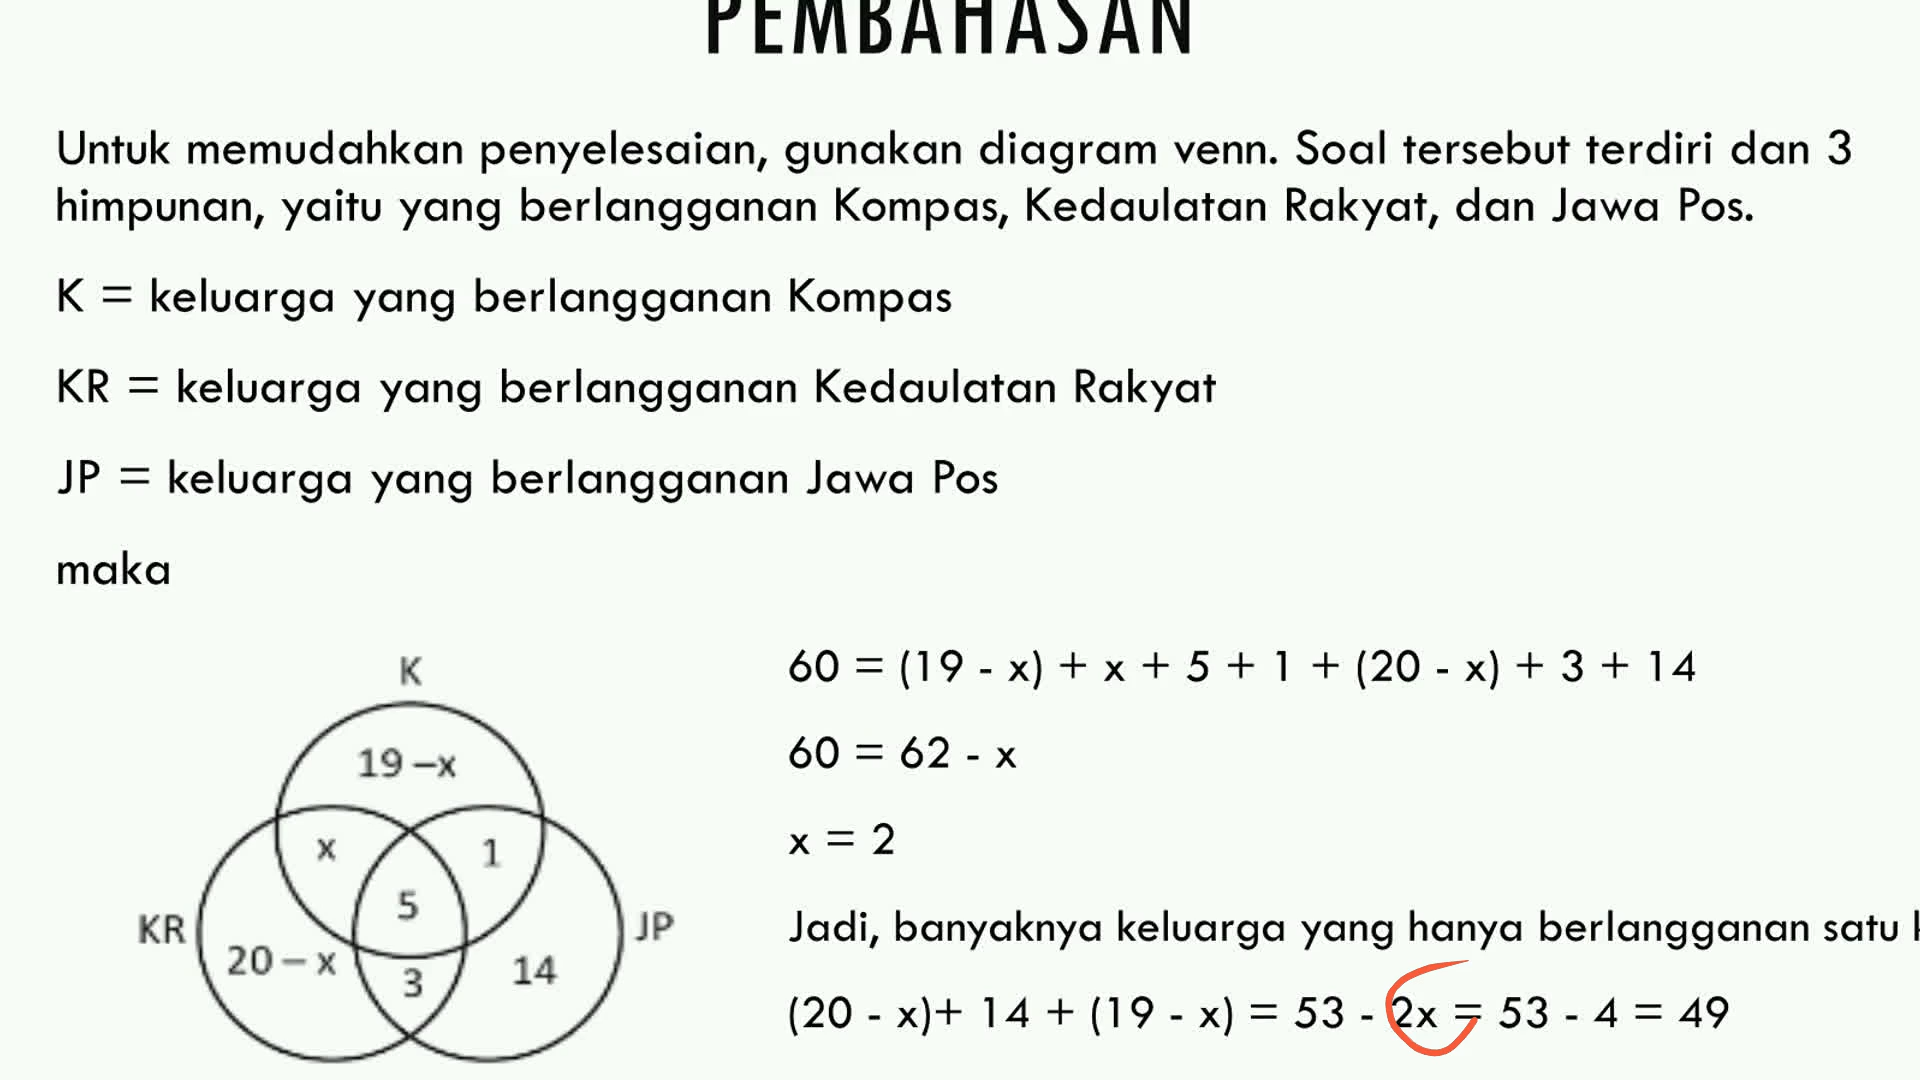 PEMBAHASAN
Untuk memudahkan penyelesaian, gunakan diagram venn. Soal tersebut terdiri dan 3
himpunan, yaitu yang berlangganan Kompas, Kedaulatan Rakyat, dan Jawa Pos.
K = keluarga yang berlangganan Kompas
KR = keluarga yang berlangganan Kedaulatan Rakyat
JP = keluarga yang berlangganan Jawa Pos
maka
K
19 –x
x
1
5
KR
JP
20 – x
3
14
60 = (19 - x) + x + 5 + 1 + (20 - x) + 3 + 14
60 = 62 - x
x = 2
Jadi, banyaknya keluarga yang hanya berlangganan satu
(20 - x)+ 14 + (19 - x) = 53 - 2x = 53 - 4 = 49